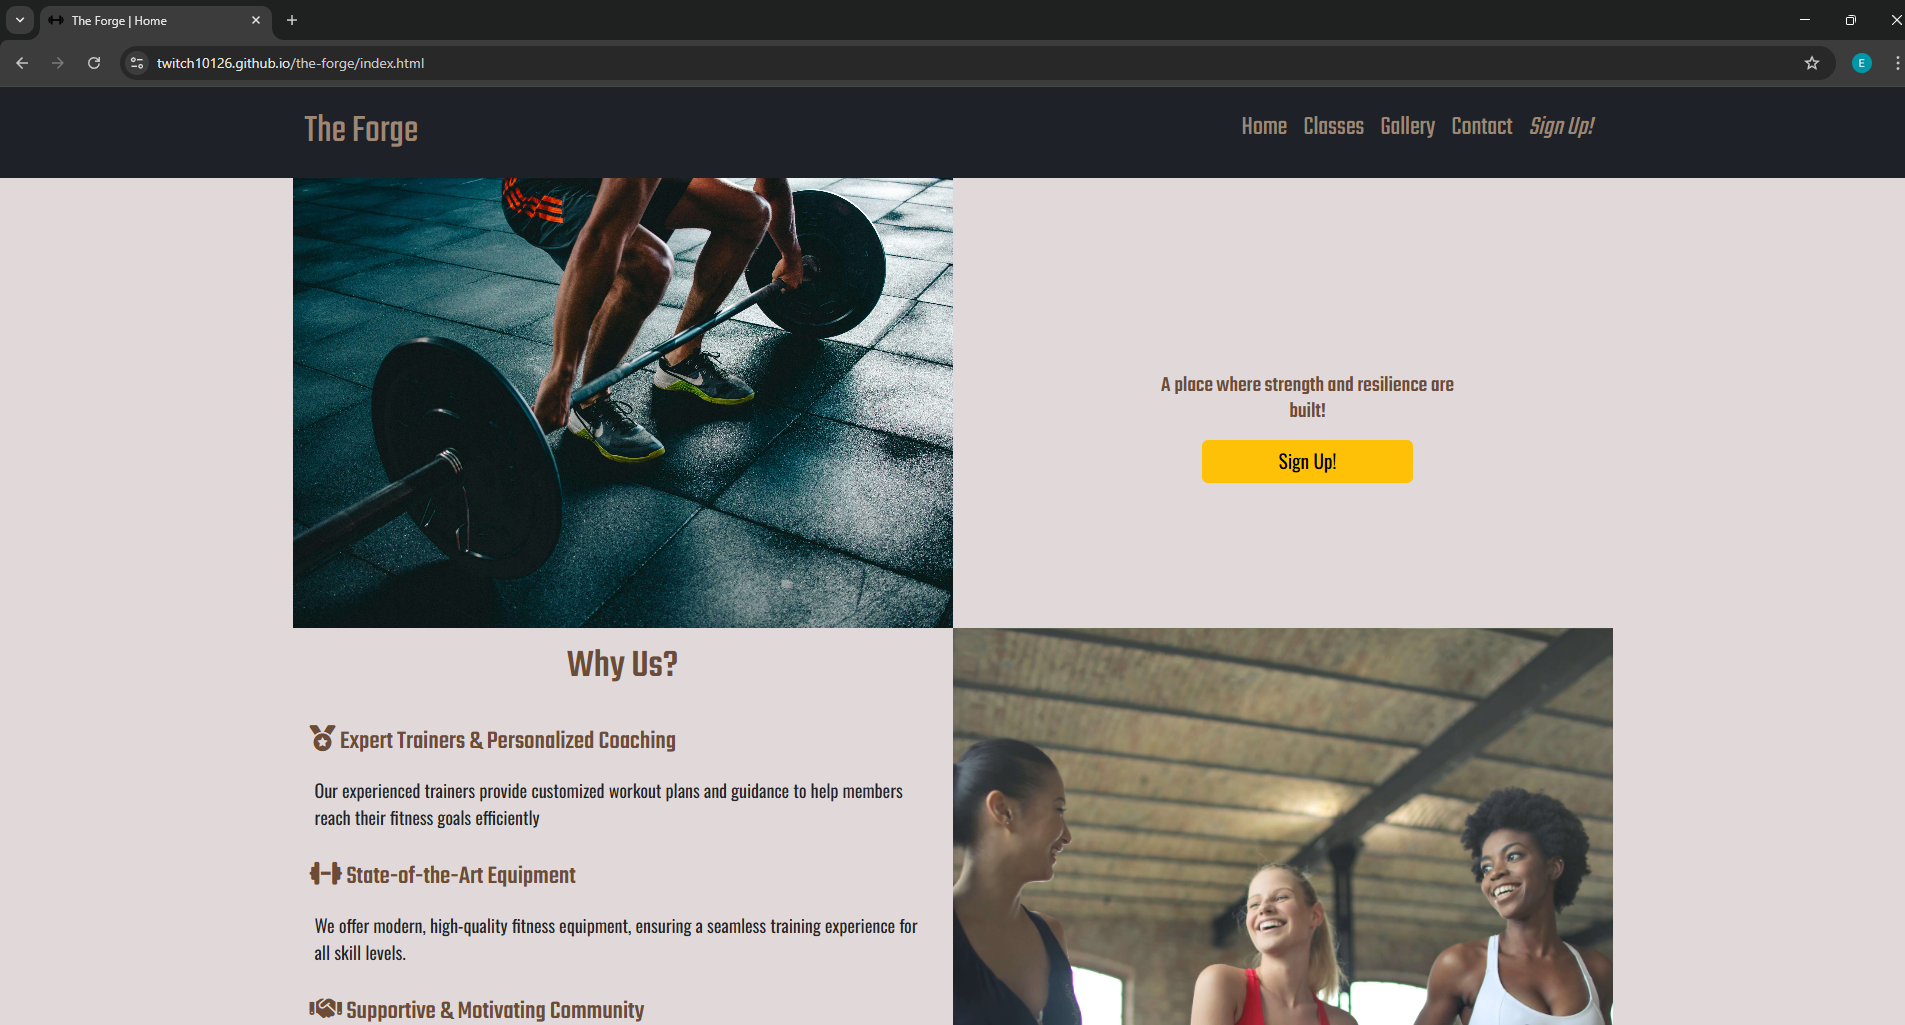 The Forge | Home
twitch10126.github.io/the-forge/index.html
E
The Forge
Home Classes Gallery Contact Sign Up!
A place where strength and resilience are
built!
Sign Up!
Why Us?
Expert Trainers & Personalized Coaching
Our experienced trainers provide customized workout plans and guidance to help members
reach their fitness goals efficiently
State-of-the-Art Equipment
We offer modern, high-quality fitness equipment, ensuring a seamless training experience for
all skill levels.
Supportive & Motivating Community